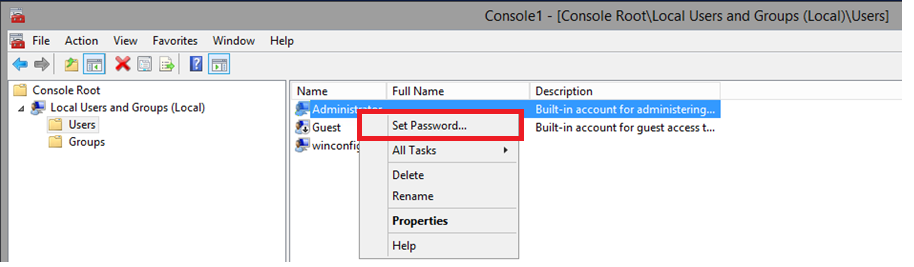 Console1 - [Console Root\Local Users and Groups (Local)\Users]
File Action View Favorites Window Help
Console Root
Local Users and Groups (Local)
Users
Groups
Name Full Name Description
Administrator Built-in account for administering...
Guest Built-in account for guest access t...
winconfig
Set Password...
All Tasks
Delete
Rename
Properties
Help